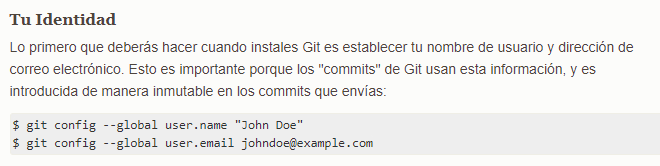 Tu Identidad
Lo primero que deberás hacer cuando instales Git es establecer tu nombre de usuario y dirección de
correo electrónico. Esto es importante porque los "commits" de Git usan esta información, y es
introducida de manera inmutable en los commits que envías:
$ git config --global user.name "John Doe"
$ git config --global user.email johndoe@example.com